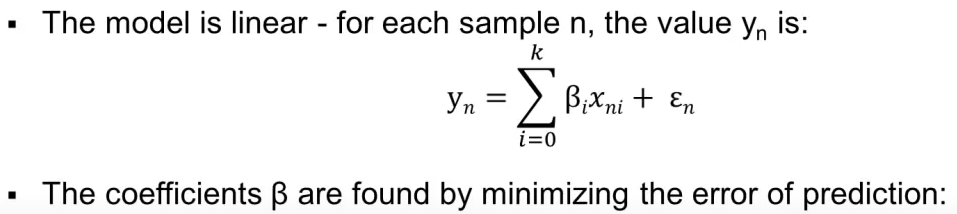 ▪ The model is linear - for each sample n, the value yₙ is:
k
yₙ = ∑ βᵢxₙᵢ + εₙ
i=0
▪ The coefficients β are found by minimizing the error of prediction: